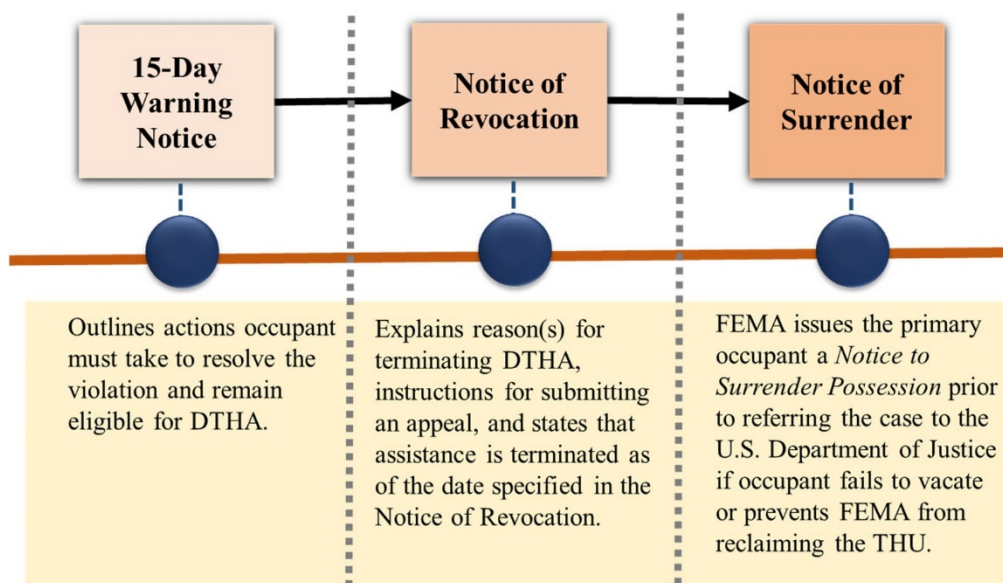 15-Day
Warning
Notice
Notice of
Revocation
Notice of
Surrender
Outlines actions occupant
must take to resolve the
violation and remain
eligible for DTHA.
Explains reason(s) for
terminating DTHA,
instructions for submitting
an appeal, and states that
assistance is terminated as
of the date specified in the
Notice of Revocation.
FEMA issues the primary
occupant a Notice to
Surrender Possession prior
to referring the case to the
U.S. Department of Justice
if occupant fails to vacate
or prevents FEMA from
reclaiming the THU.